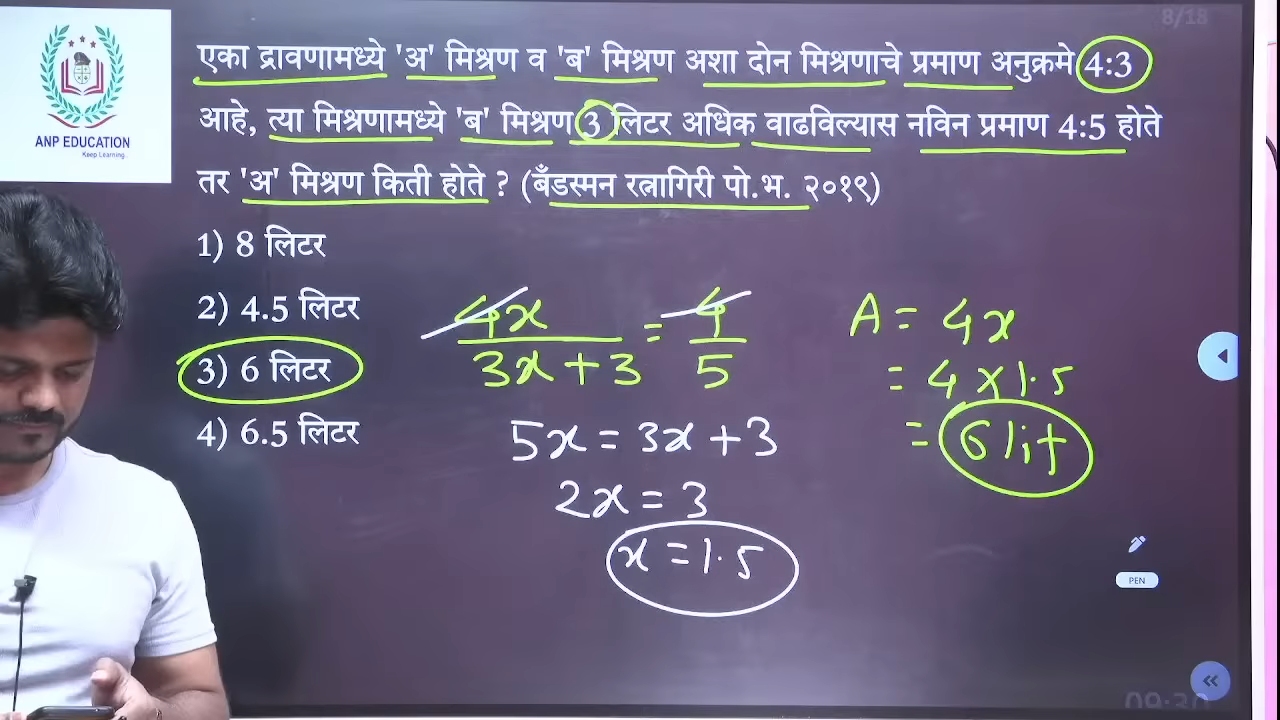 8/18
एका द्रावणामध्ये 'अ' मिश्रण व 'ब' मिश्रण अशा दोन मिश्रणाचे प्रमाण अनुक्रमे 4:3
आहे, त्या मिश्रणामध्ये 'ब' मिश्रण 3 लिटर अधिक वाढविल्यास नविन प्रमाण 4:5 होते
तर 'अ' मिश्रण किती होते ? (बँडस्मन रत्नागिरी पो.भ. २०१९)
ANP EDUCATION
Keep Learning
1) 8 लिटर
2) 4.5 लिटर
3) 6 लिटर
4) 6.5 लिटर
4x / 3x + 3 = 4 / 5
5x = 3x + 3
2x = 3
x = 1.5
A = 4x
= 4 x 1.5
= 6 lit
PEN
09:30